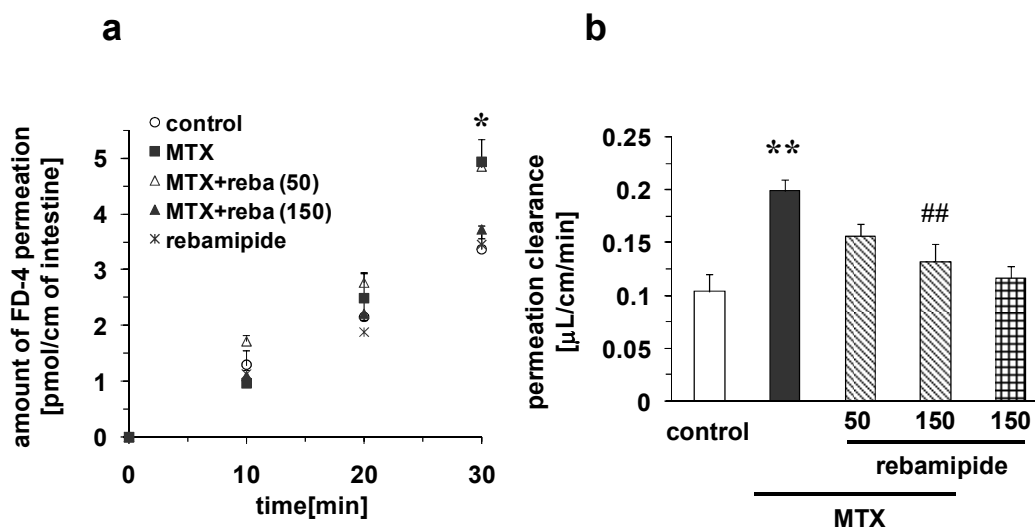 a
amount of FD-4 permeation
[pmol/cm of intestine]
5
4
3
2
1
0
control
MTX
MTX+reba (50)
MTX+reba (150)
rebamipide
*
0 10 20 30
time[min]
b
permeation clearance
[µL/cm/min]
0.25
0.2
0.15
0.1
0.05
0
**
##
control
50 150 150
rebamipide
MTX